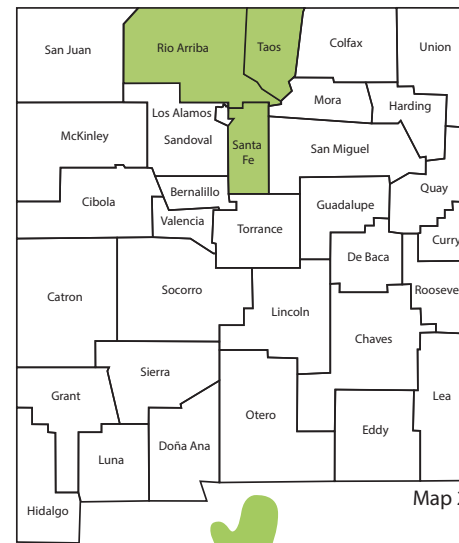 San Juan
Rio Arriba
Taos
Colfax
Union
Los Alamos
Mora
Harding
McKinley
Sandoval
Santa
Fe
San Miguel
Bernalillo
Cibola
Guadalupe
Quay
Valencia
Torrance
Curry
De Baca
Catron
Socorro
Lincoln
Roosevel
Chaves
Sierra
Grant
Otero
Lea
Eddy
Doña Ana
Luna
Hidalgo
Map